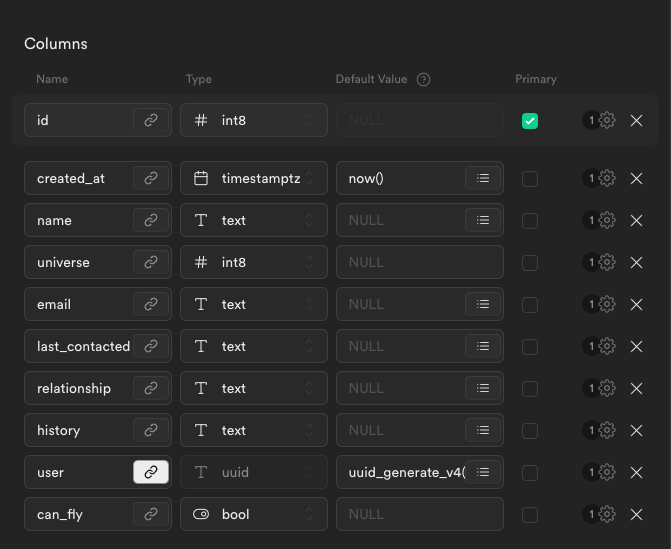 Columns
Name Type Default Value ? Primary
id # int8 NULL 1
created_at timestamptz now() 1
name T text NULL 1
universe # int8 NULL 1
email T text NULL 1
last_contacted T text NULL 1
relationship T text NULL 1
history T text NULL 1
user T uuid uuid_generate_v4( 1
can_fly bool NULL 1